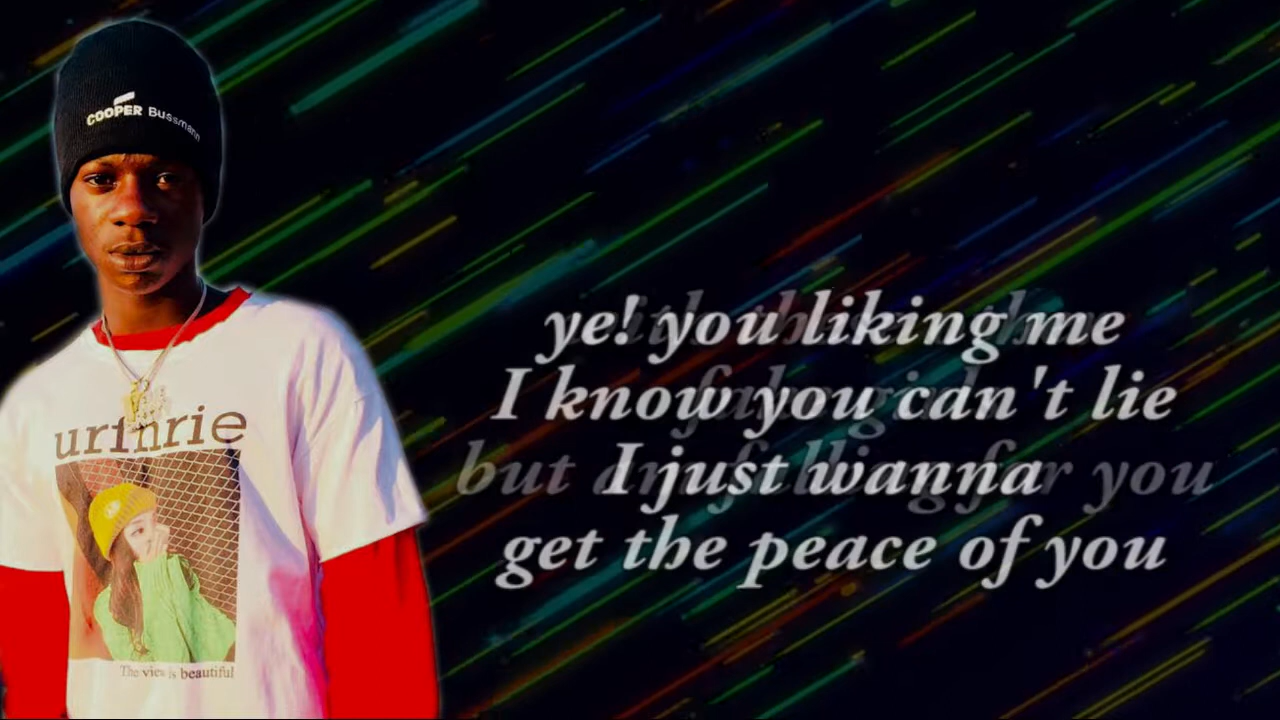 COOPER Bussmann
urinrie
The view is beautiful
ye! you liking me
I know you can't lie
I just wanna
get the peace of you
but for you